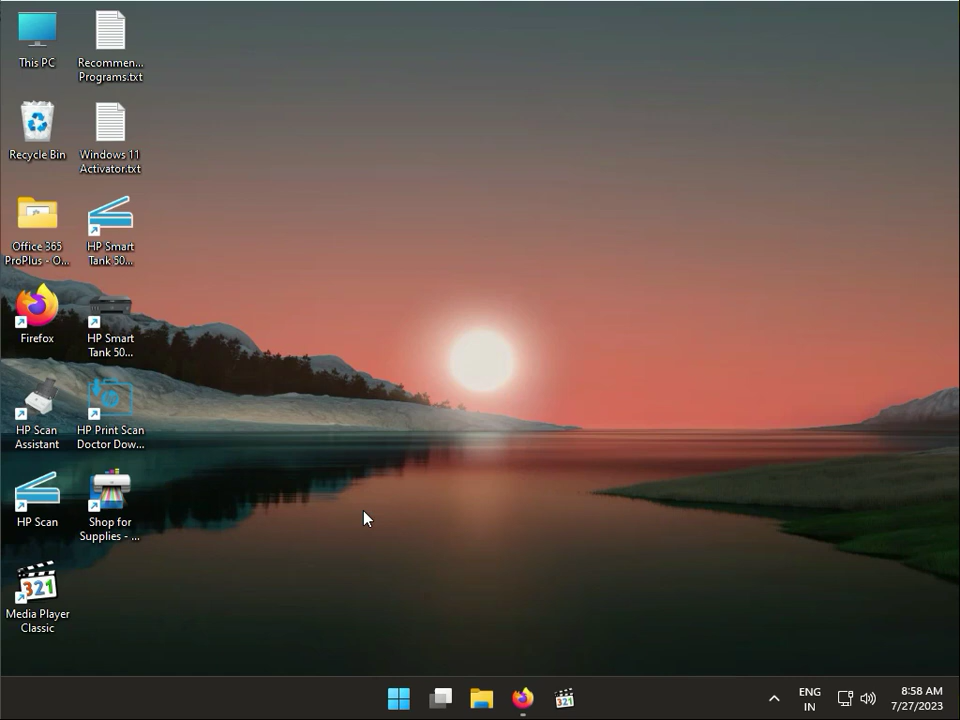 This PC
Recommen...
Programs.txt
Recycle Bin
Windows 11
Activator.txt
Office 365
ProPlus - O...
HP Smart
Tank 50...
Firefox
HP Smart
Tank 50...
HP Scan
Assistant
HP Print Scan
Doctor Dow...
HP Scan
Shop for
Supplies - ...
321
Media Player
Classic
321
ENG
IN
8:58 AM
7/27/2023